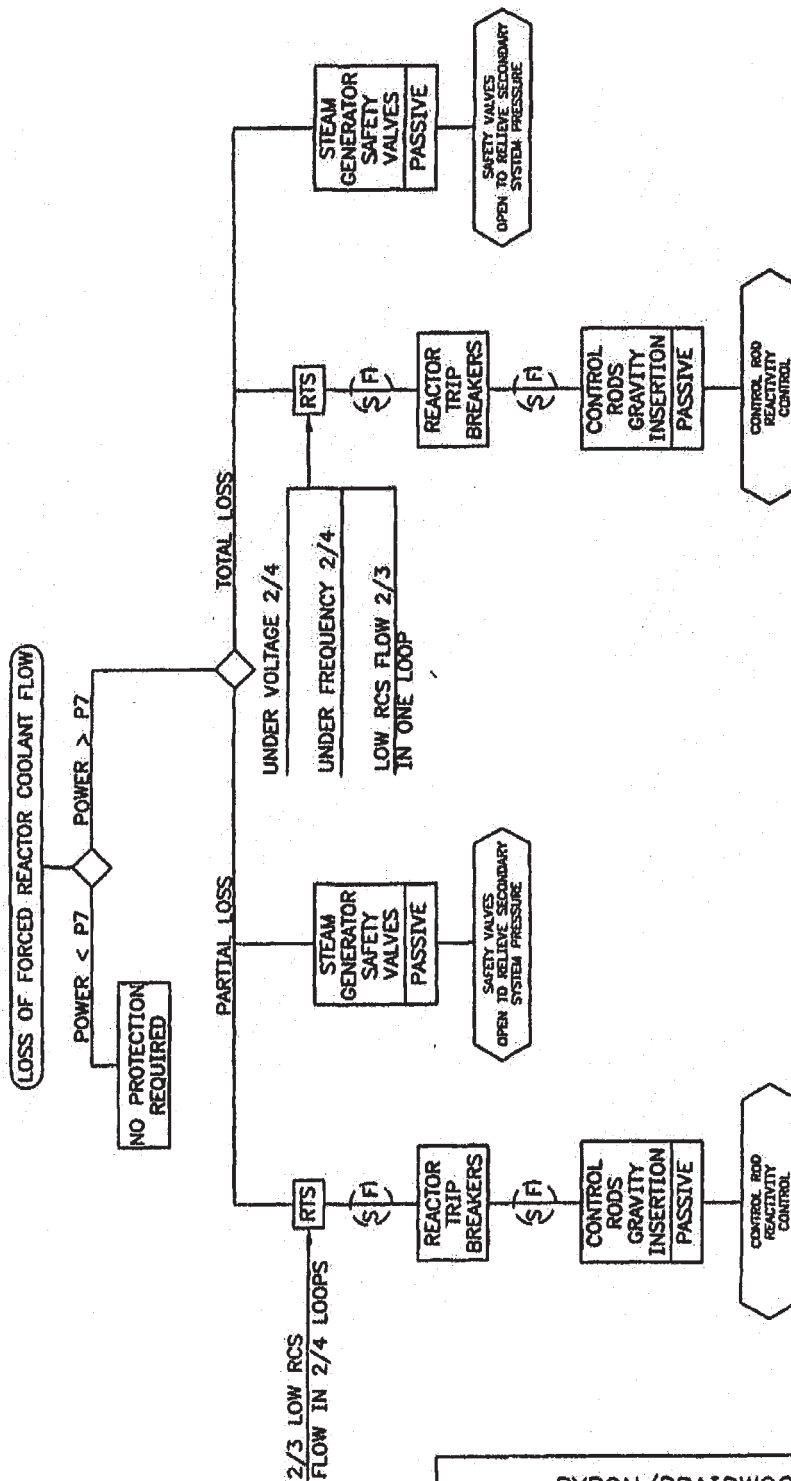 LOSS OF FORCED REACTOR COOLANT FLOW
POWER < P7
POWER > P7
NO PROTECTION
REQUIRED
PARTIAL LOSS
TOTAL LOSS
2/3 LOW RCS
FLOW IN 2/4 LOOPS
RTS
(S F)
REACTOR
TRIP
BREAKERS
(S F)
CONTROL
RODS
GRAVITY
INSERTION
PASSIVE
CONTROL ROD
REACTIVITY
CONTROL
STEAM
GENERATOR
SAFETY
VALVES
PASSIVE
SAFETY VALVES
OPEN TO RELIEVE SECONDARY
SYSTEM PRESSURE
UNDER VOLTAGE 2/4
UNDER FREQUENCY 2/4
LOW RCS FLOW 2/3
IN ONE LOOP
RTS
(S F)
REACTOR
TRIP
BREAKERS
(S F)
CONTROL
RODS
GRAVITY
INSERTION
PASSIVE
CONTROL ROD
REACTIVITY
CONTROL
STEAM
GENERATOR
SAFETY
VALVES
PASSIVE
SAFETY VALVES
OPEN TO RELIEVE SECONDARY
SYSTEM PRESSURE